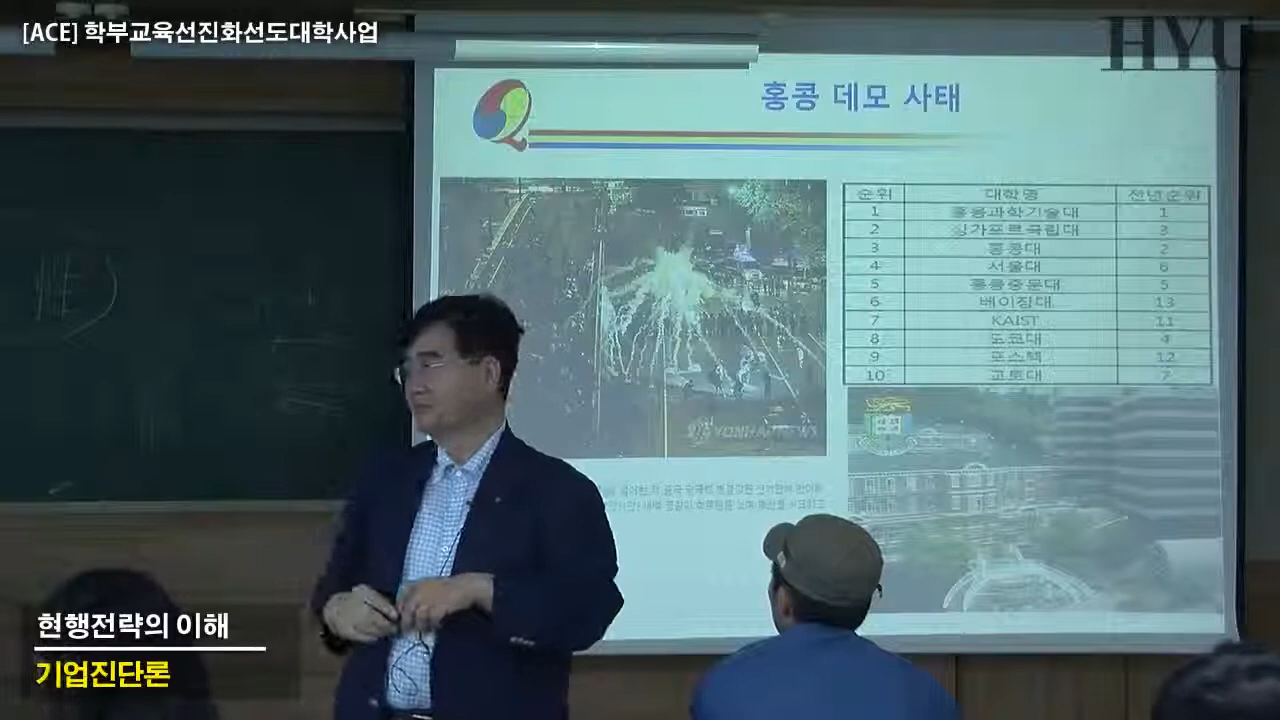 [ACE] 학부교육선진화선도대학사업
HYU
홍콩 데모 사태
순위 대학명 전년순위
1 홍콩과학기술대 1
2 싱가포르국립대 3
3 홍콩대 2
4 서울대 6
5 홍콩중문대 5
6 베이징대 13
7 KAIST 11
8 도쿄대 4
9 포스텍 12
10 교토대 7
YONHAPNEWS
현행전략의 이해
기업진단론